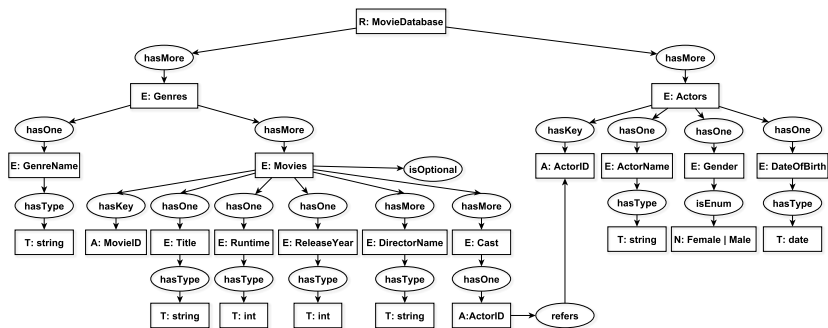 R: MovieDatabase
hasMore
hasMore
E: Genres
E: Actors
hasOne
hasMore
hasKey
hasOne
hasOne
hasOne
E: GenreName
E: Movies
isOptional
A: ActorID
E: ActorName
E: Gender
E: DateOfBirth
hasType
hasKey
hasOne
hasOne
hasOne
hasMore
hasMore
hasType
isEnum
hasType
T: string
A: MovieID
E: Title
E: Runtime
E: ReleaseYear
E: DirectorName
E: Cast
T: string
N: Female | Male
T: date
hasType
hasType
hasType
hasType
hasOne
T: string
T: int
T: int
T: string
A:ActorID
refers